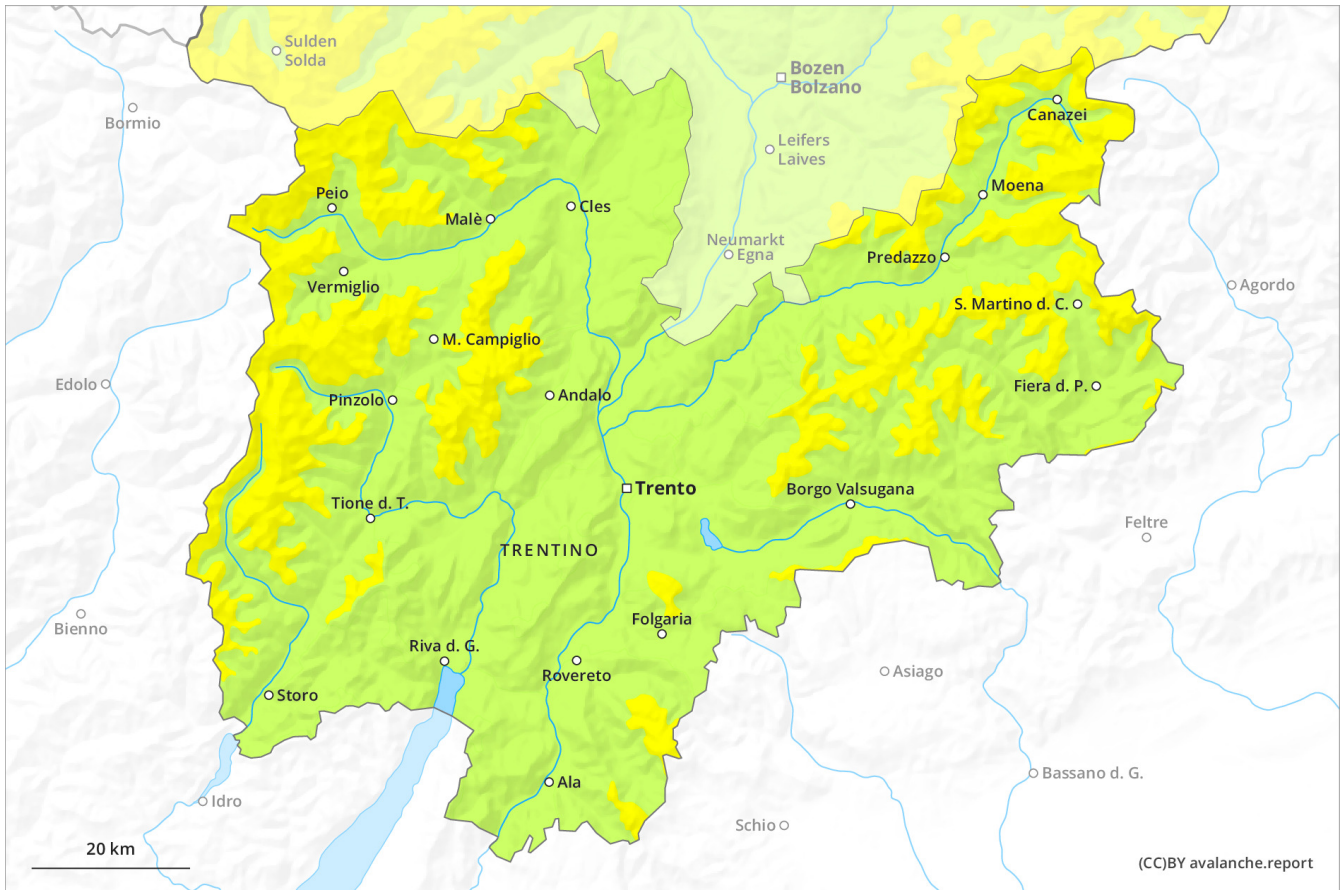 Sulden
Solda
Bozen
Bolzano
Bormio
Canazei
Leifers
Laives
Peio
Moena
Malè
Cles
Neumarkt
Egna
Predazzo
Vermiglio
Agordo
S. Martino d. C.
M. Campiglio
Edolo
Andalo
Fiera d. P.
Pinzolo
Trento
Borgo Valsugana
Tione d. T.
Feltre
TRENTINO
Bienno
Folgaria
Riva d. G.
Asiago
Rovereto
Storo
Bassano d. G.
Ala
Idro
Schio
20 km
(CC)BY avalanche.report